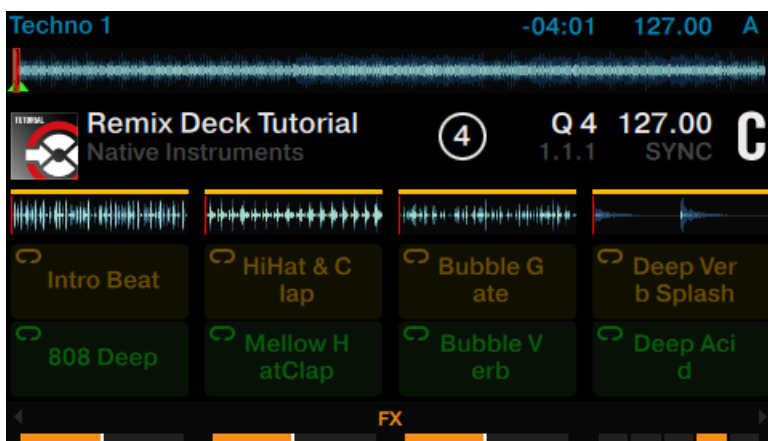 Techno 1 -04:01 127.00 A
TUTORIAL Remix Deck Tutorial 4 Q 4 127.00 C
Native Instruments 1.1.1 SYNC
Intro Beat HiHat & C Bubble G Deep Ver
lap ate b Splash
808 Deep Mellow H Bubble V Deep Aci
atClap erb d
FX